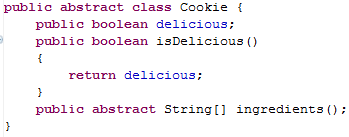 public abstract class Cookie {
    public boolean delicious;
    public boolean isDelicious()
    {
        return delicious;
    }
    public abstract String[] ingredients();
}